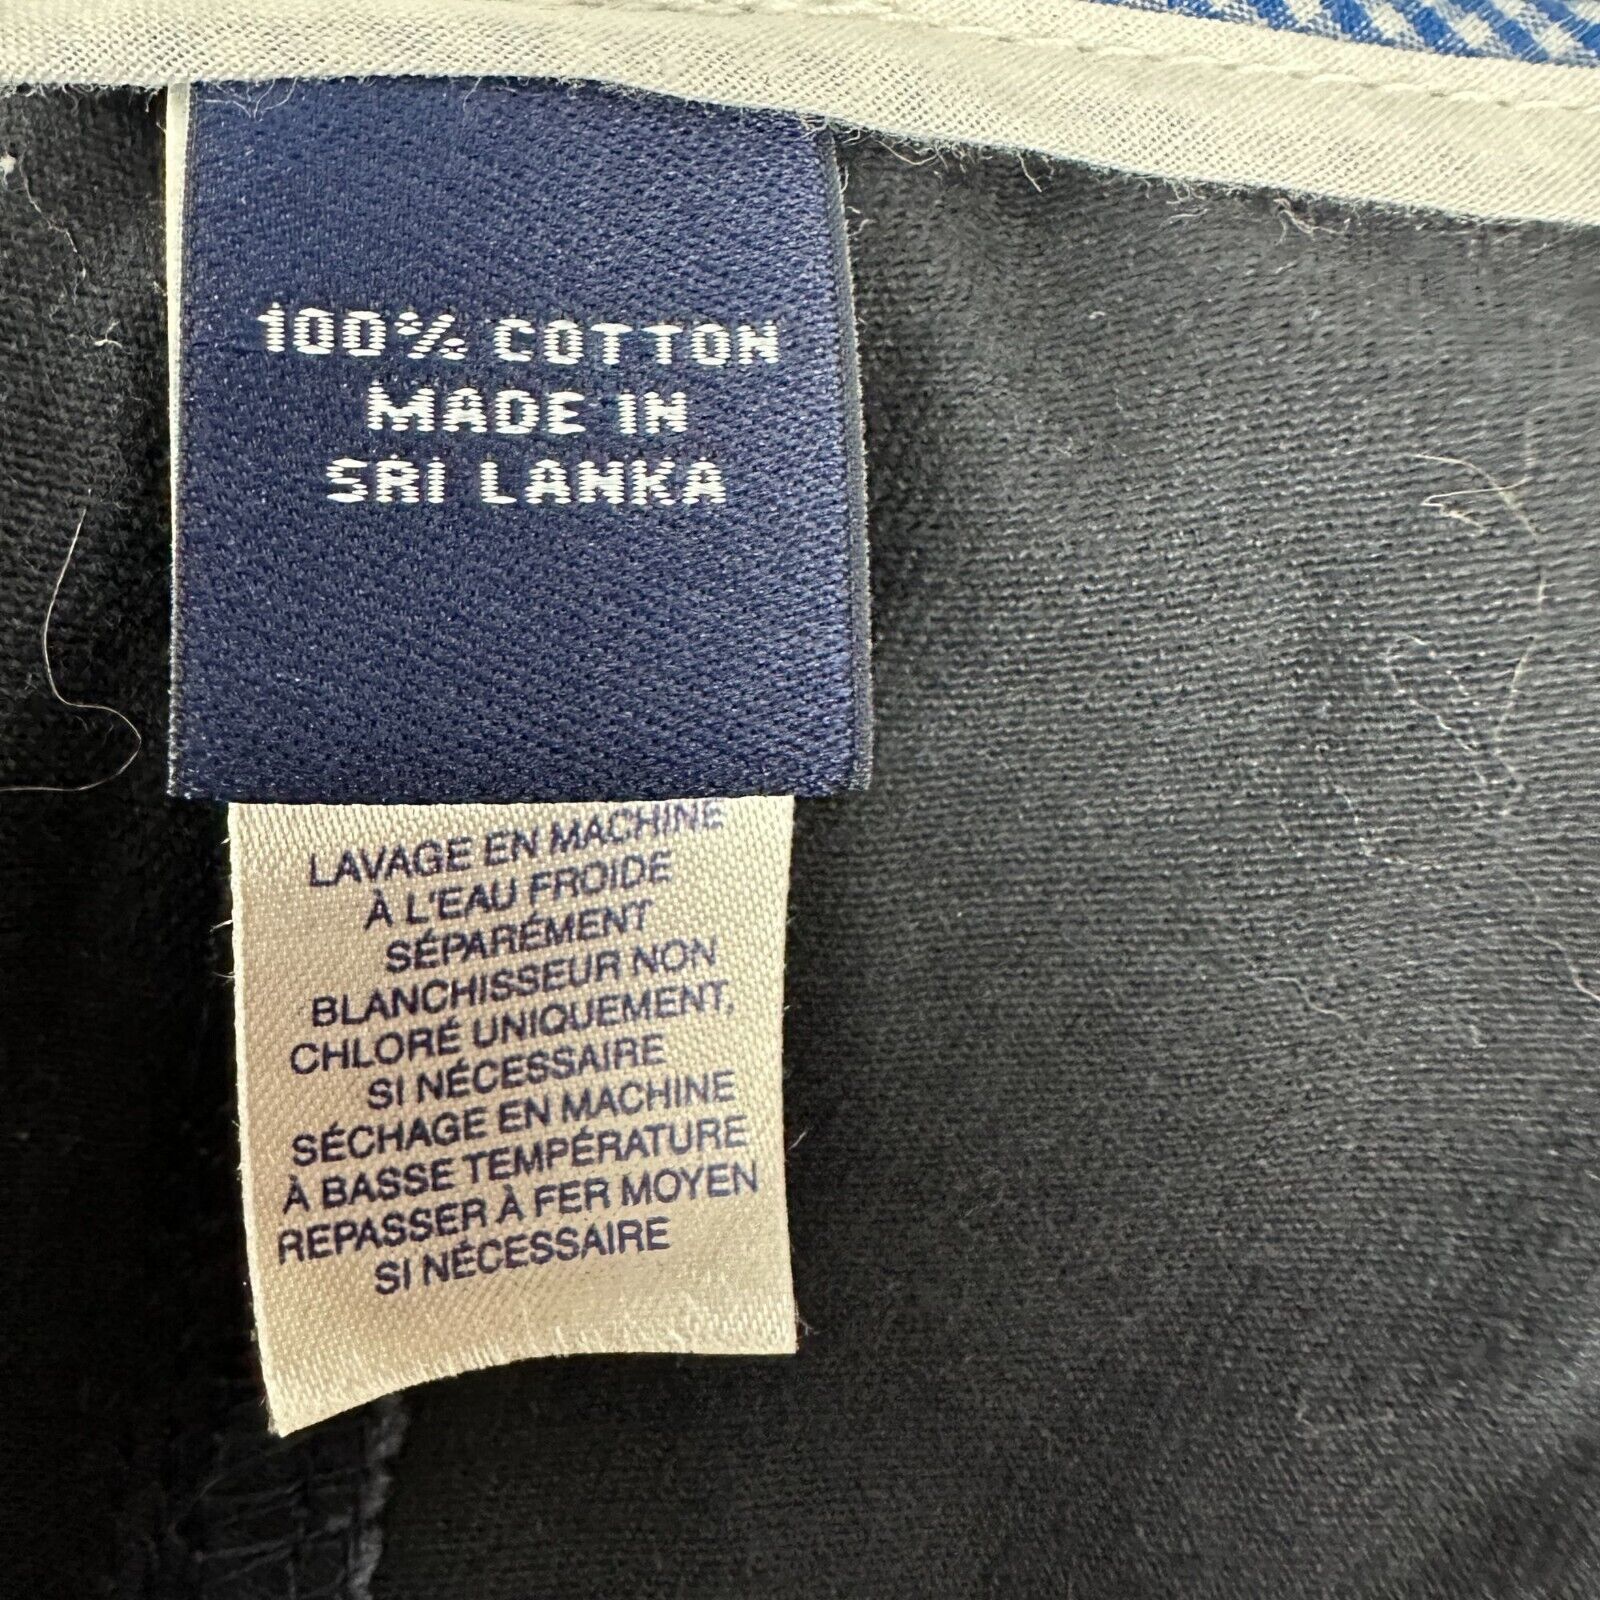 100% COTTON
MADE IN
SRI LANKA
LAVAGE EN MACHINE
À L'EAU FROIDE
SÉPARÉMENT
BLANCHISSEUR NON
CHLORÉ UNIQUEMENT,
SI NÉCESSAIRE
SÉCHAGE EN MACHINE
À BASSE TEMPÉRATURE
REPASSER À FER MOYEN
SI NÉCESSAIRE